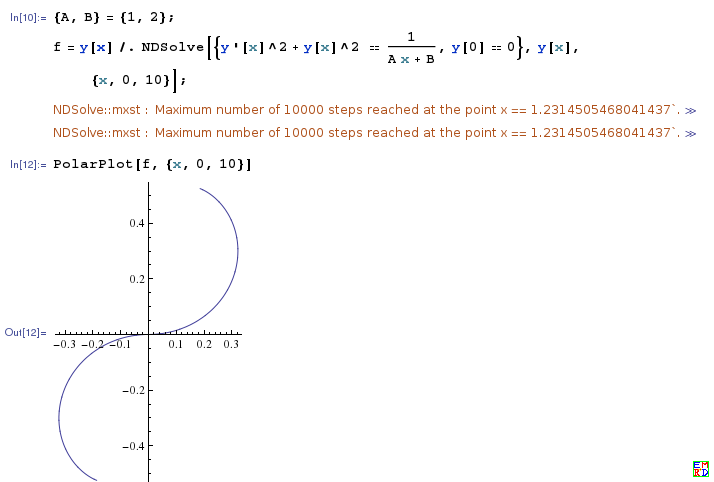 In[10]:= {A, B} = {1, 2};
f = y[x] /. NDSolve[{y'[x]^2 + y[x]^2 == 1/(A x + B), y[0] == 0}, y[x],
{x, 0, 10}];
NDSolve::mxst : Maximum number of 10000 steps reached at the point x == 1.2314505468041437`. ≫
NDSolve::mxst : Maximum number of 10000 steps reached at the point x == 1.2314505468041437`. ≫
In[12]:= PolarPlot[f, {x, 0, 10}]
0.4
0.2
Out[12]=
-0.3 -0.2 -0.1 0.1 0.2 0.3
-0.2
-0.4
EM
RD